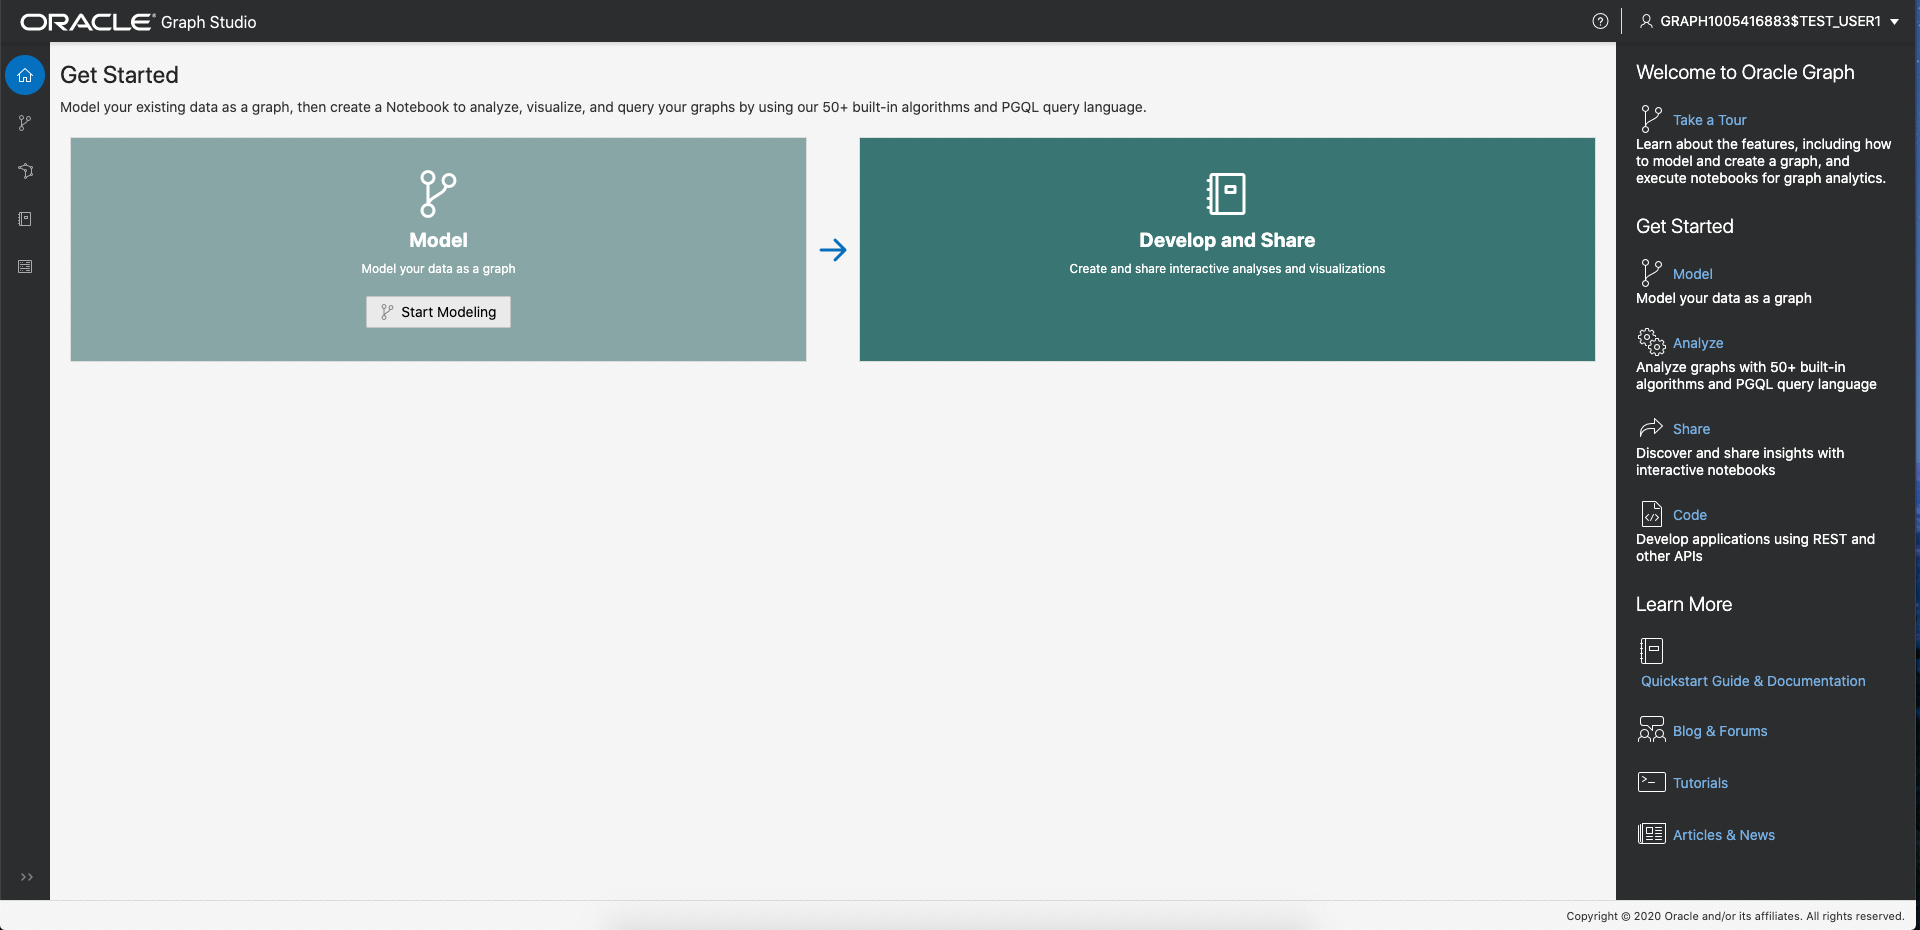 ORACLE® Graph Studio
GRAPH1005416883$TEST_USER1
Get Started
Model your existing data as a graph, then create a Notebook to analyze, visualize, and query your graphs by using our 50+ built-in algorithms and PGQL query language.
Model
Model your data as a graph
Start Modeling
Develop and Share
Create and share interactive analyses and visualizations
Welcome to Oracle Graph
Take a Tour
Learn about the features, including how
to model and create a graph, and
execute notebooks for graph analytics.
Get Started
Model
Model your data as a graph
Analyze
Analyze graphs with 50+ built-in
algorithms and PGQL query language
Share
Discover and share insights with
interactive notebooks
Code
Develop applications using REST and
other APIs
Learn More
Quickstart Guide & Documentation
Blog & Forums
Tutorials
Articles & News
Copyright © 2020 Oracle and/or its affiliates. All rights reserved.